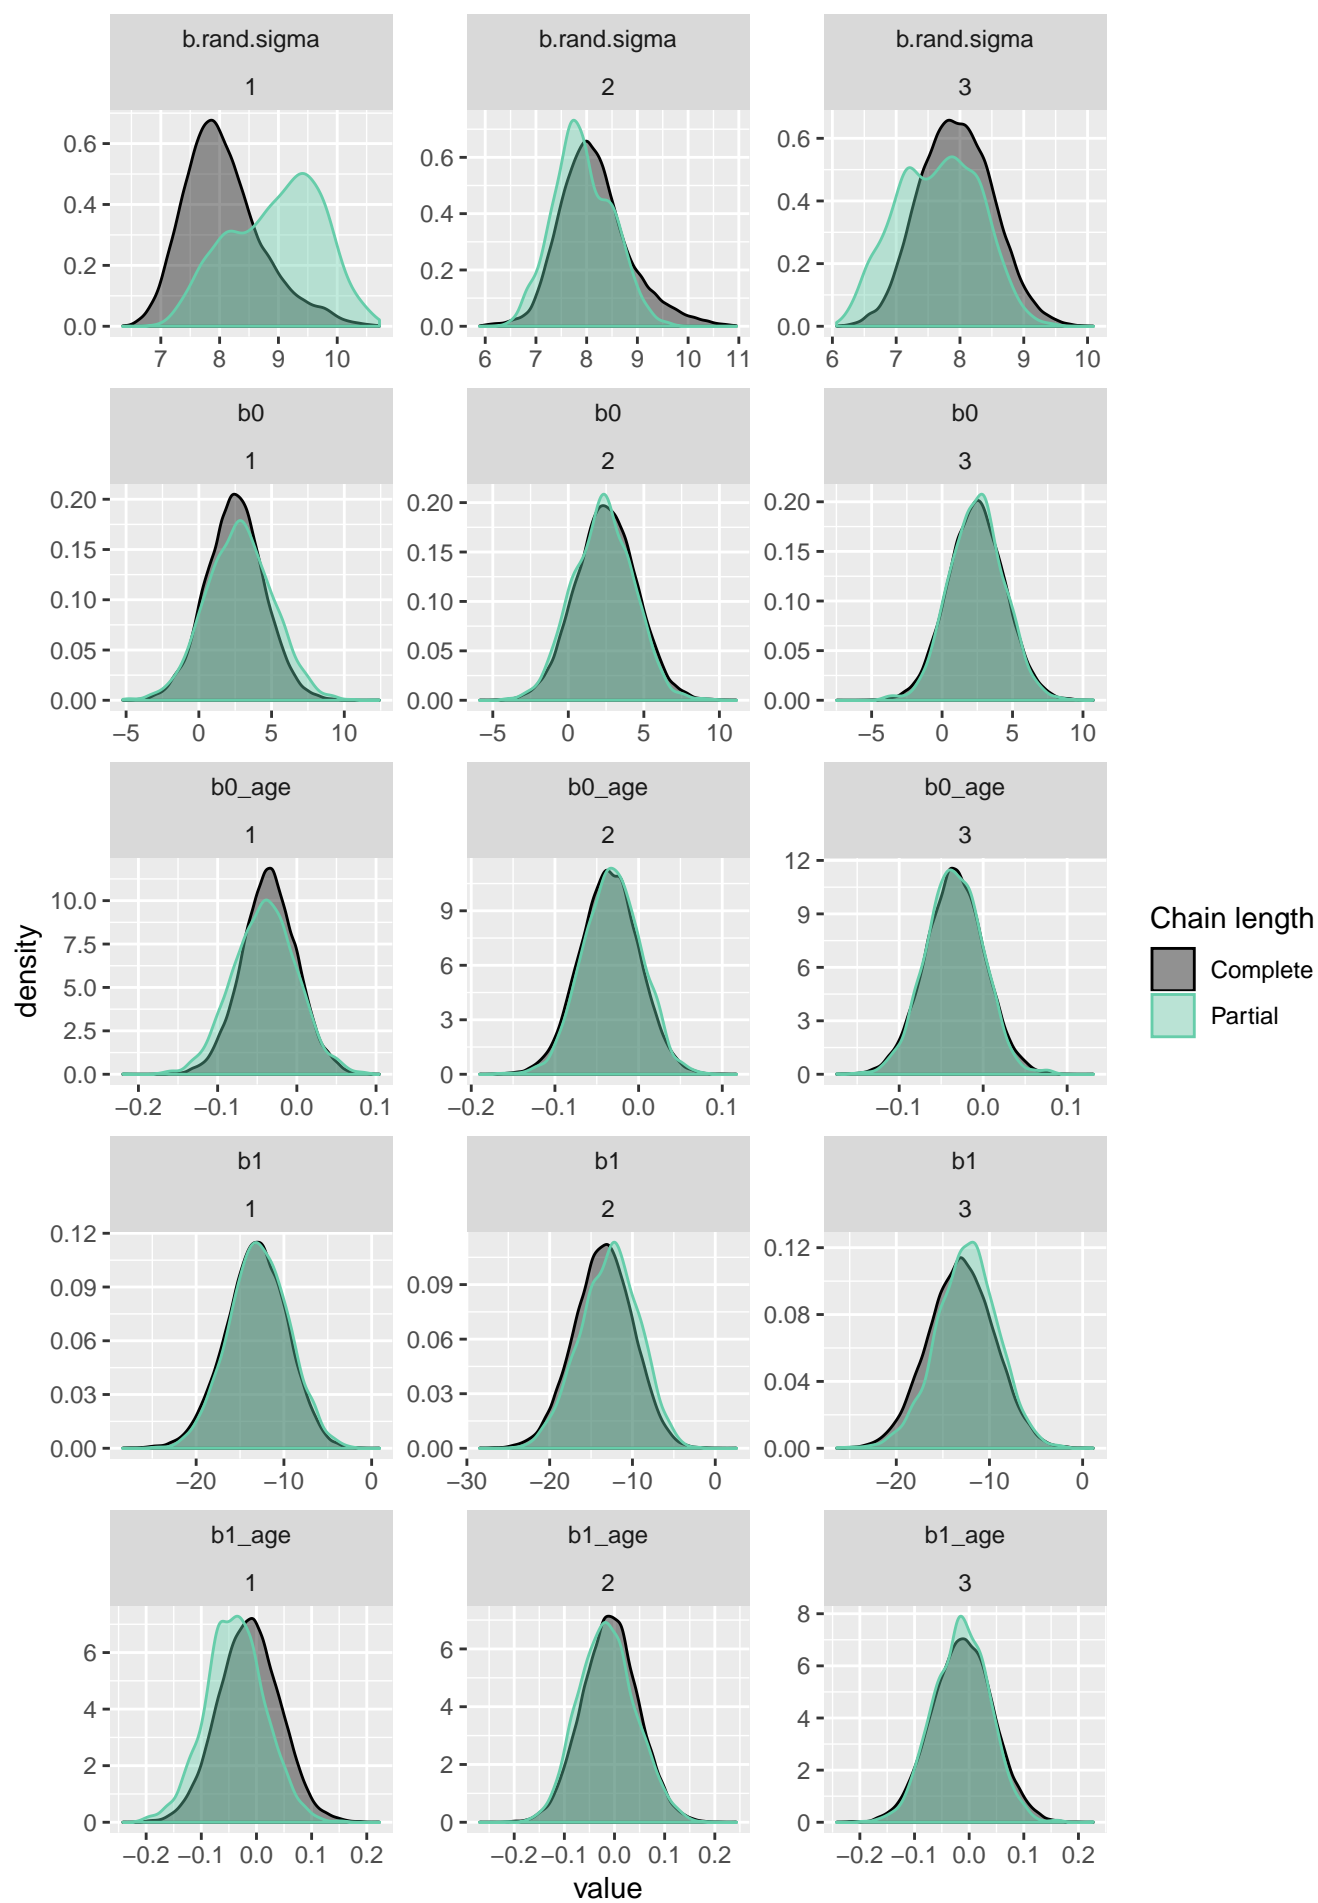 b.rand.sigma b.rand.sigma b.rand.sigma
1 2 3
0.6 0.6 0.6
0.4 0.4 0.4
0.2 0.2 0.2
0.0 0.0 0.0
7 8 9 10 6 7 8 9 10 11 6 7 8 9 10
b0 b0 b0
1 2 3
0.20 0.20 0.20
0.15 0.15 0.15
0.10 0.10 0.10
0.05 0.05 0.05
0.00 0.00 0.00
−5 0 5 10 −5 0 5 10 −5 0 5 10
b0_age b0_age b0_age
1 2 3
12
10.0 9 9
7.5
6 6
5.0
2.5 3 3
0.0 0 0
−0.2 −0.1 0.0 0.1 −0.2 −0.1 0.0 0.1 −0.1 0.0 0.1
b1 b1 b1
1 2 3
0.12 0.12
0.09 0.09
0.08
0.06 0.06
0.04
0.03 0.03
0.00 0.00 0.00
−20 −10 0 −30 −20 −10 0 −20 −10 0
b1_age b1_age b1_age
1 2 3
8
6 6 6
4 4 4
2 2 2
0 0 0
−0.2 −0.1 0.0 0.1 0.2 −0.2 −0.1 0.0 0.1 0.2 −0.2 −0.1 0.0 0.1 0.2
value
density
Chain length
Complete
Partial